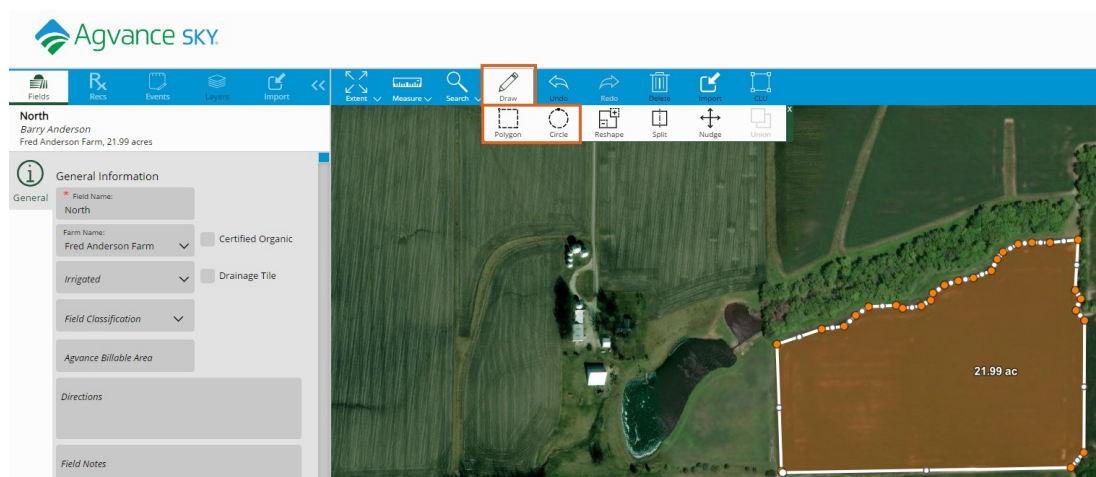 Agvance SKY.
Fields Recs Events Layers Import << Extent Measure Search Draw Undo Redo Delete Import CLU
North
Barry Anderson
Fred Anderson Farm, 21.99 acres
Polygon Circle Reshape Split Nudge Union x
General
General Information
* Field Name:
North
Farm Name:
Fred Anderson Farm
Certified Organic
Irrigated
Drainage Tile
Field Classification
Agvance Billable Area
Directions
Field Notes
21.99 ac